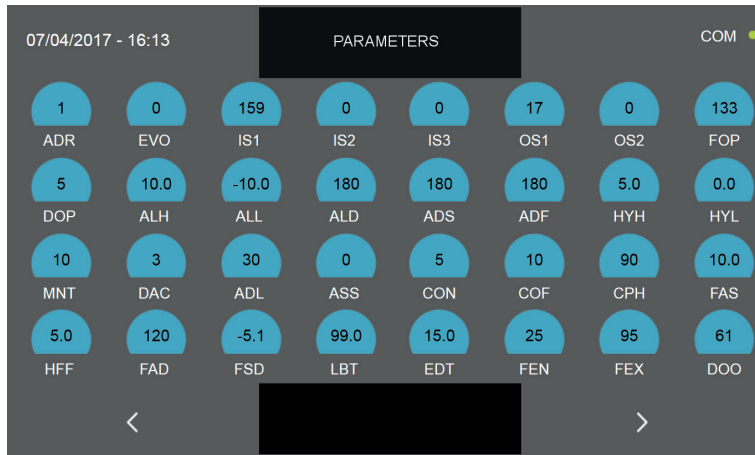 07/04/2017 - 16:13 PARAMETERS COM
1 0 159 0 0 17 0 133
ADR EVO IS1 IS2 IS3 OS1 OS2 FOP
5 10.0 -10.0 180 180 180 5.0 0.0
DOP ALH ALL ALD ADS ADF HYH HYL
10 3 30 0 5 10 90 10.0
MNT DAC ADL ASS CON COF CPH FAS
5.0 120 -5.1 99.0 15.0 25 95 61
HFF FAD FSD LBT EDT FEN FEX DOO